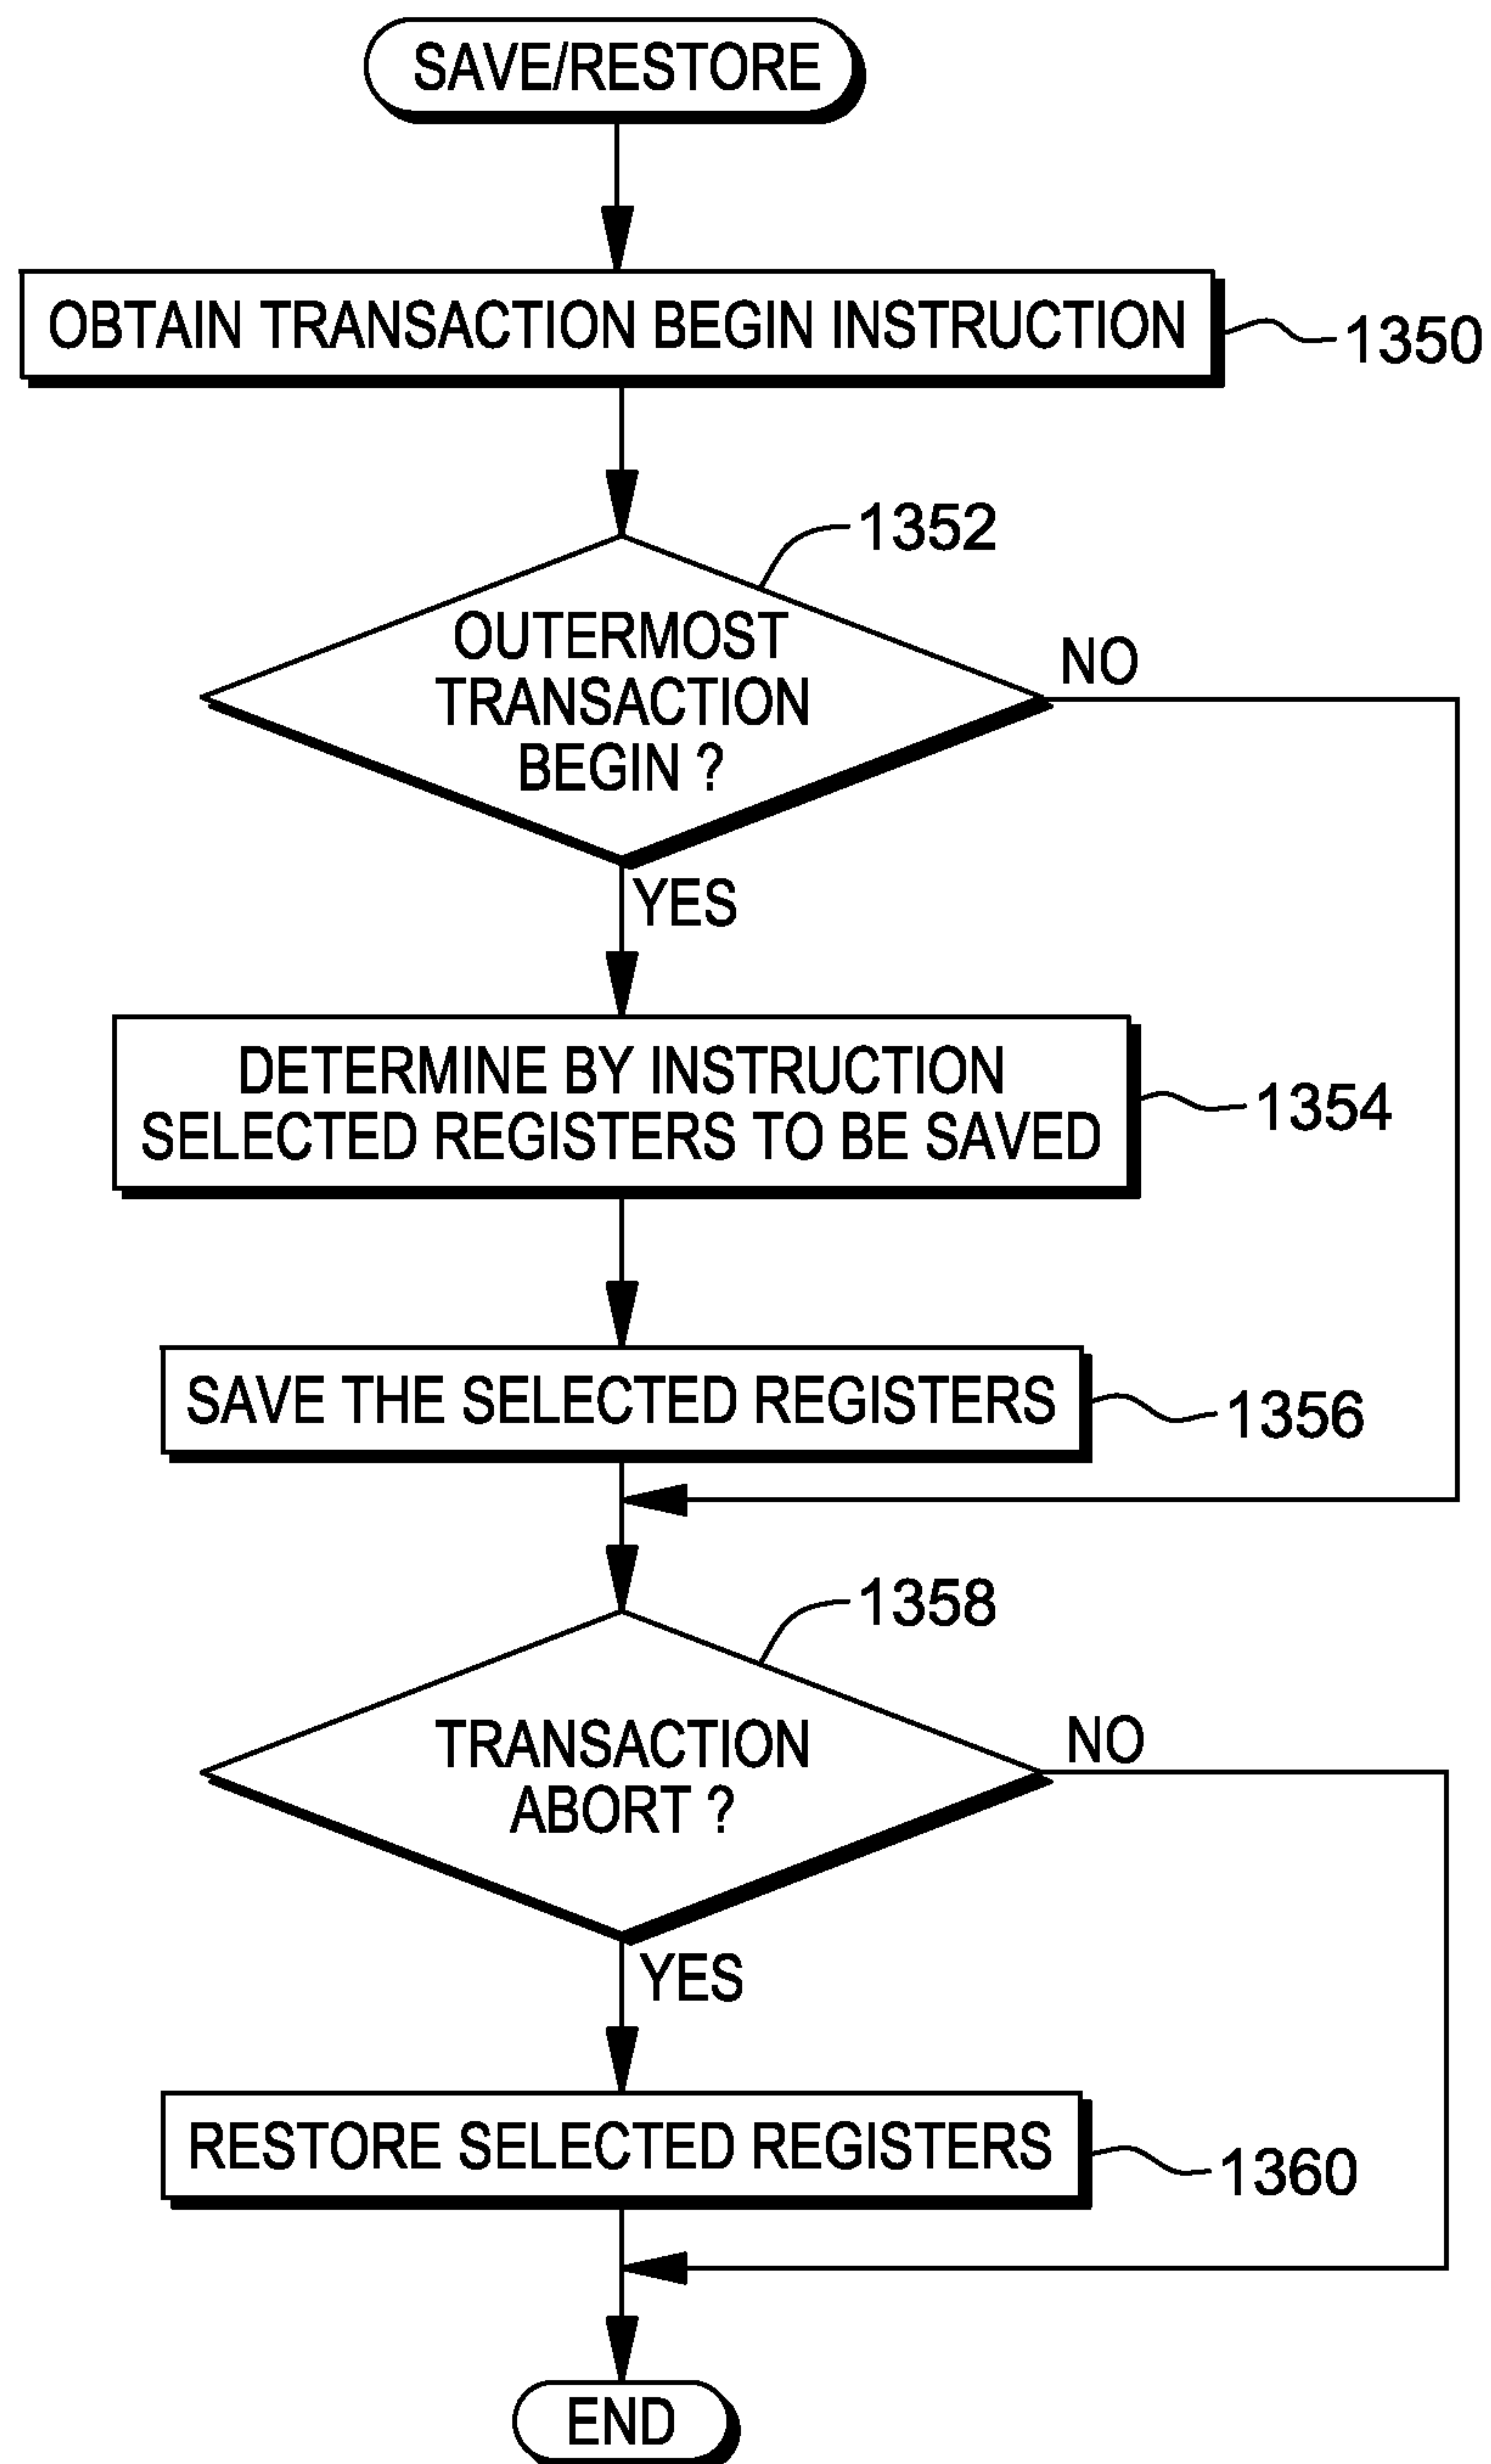 SAVE/RESTORE
OBTAIN TRANSACTION BEGIN INSTRUCTION
1350
1352
OUTERMOST
TRANSACTION
BEGIN ?
NO
YES
DETERMINE BY INSTRUCTION
SELECTED REGISTERS TO BE SAVED
1354
SAVE THE SELECTED REGISTERS
1356
1358
TRANSACTION
ABORT ?
NO
YES
RESTORE SELECTED REGISTERS
1360
END